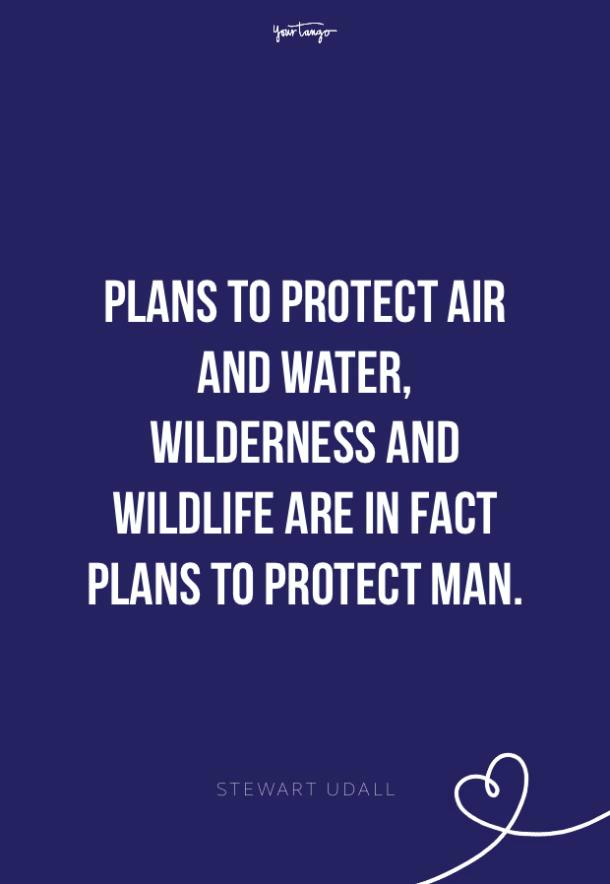 yourtango
PLANS TO PROTECT AIR
AND WATER,
WILDERNESS AND
WILDLIFE ARE IN FACT
PLANS TO PROTECT MAN.
STEWART UDALL